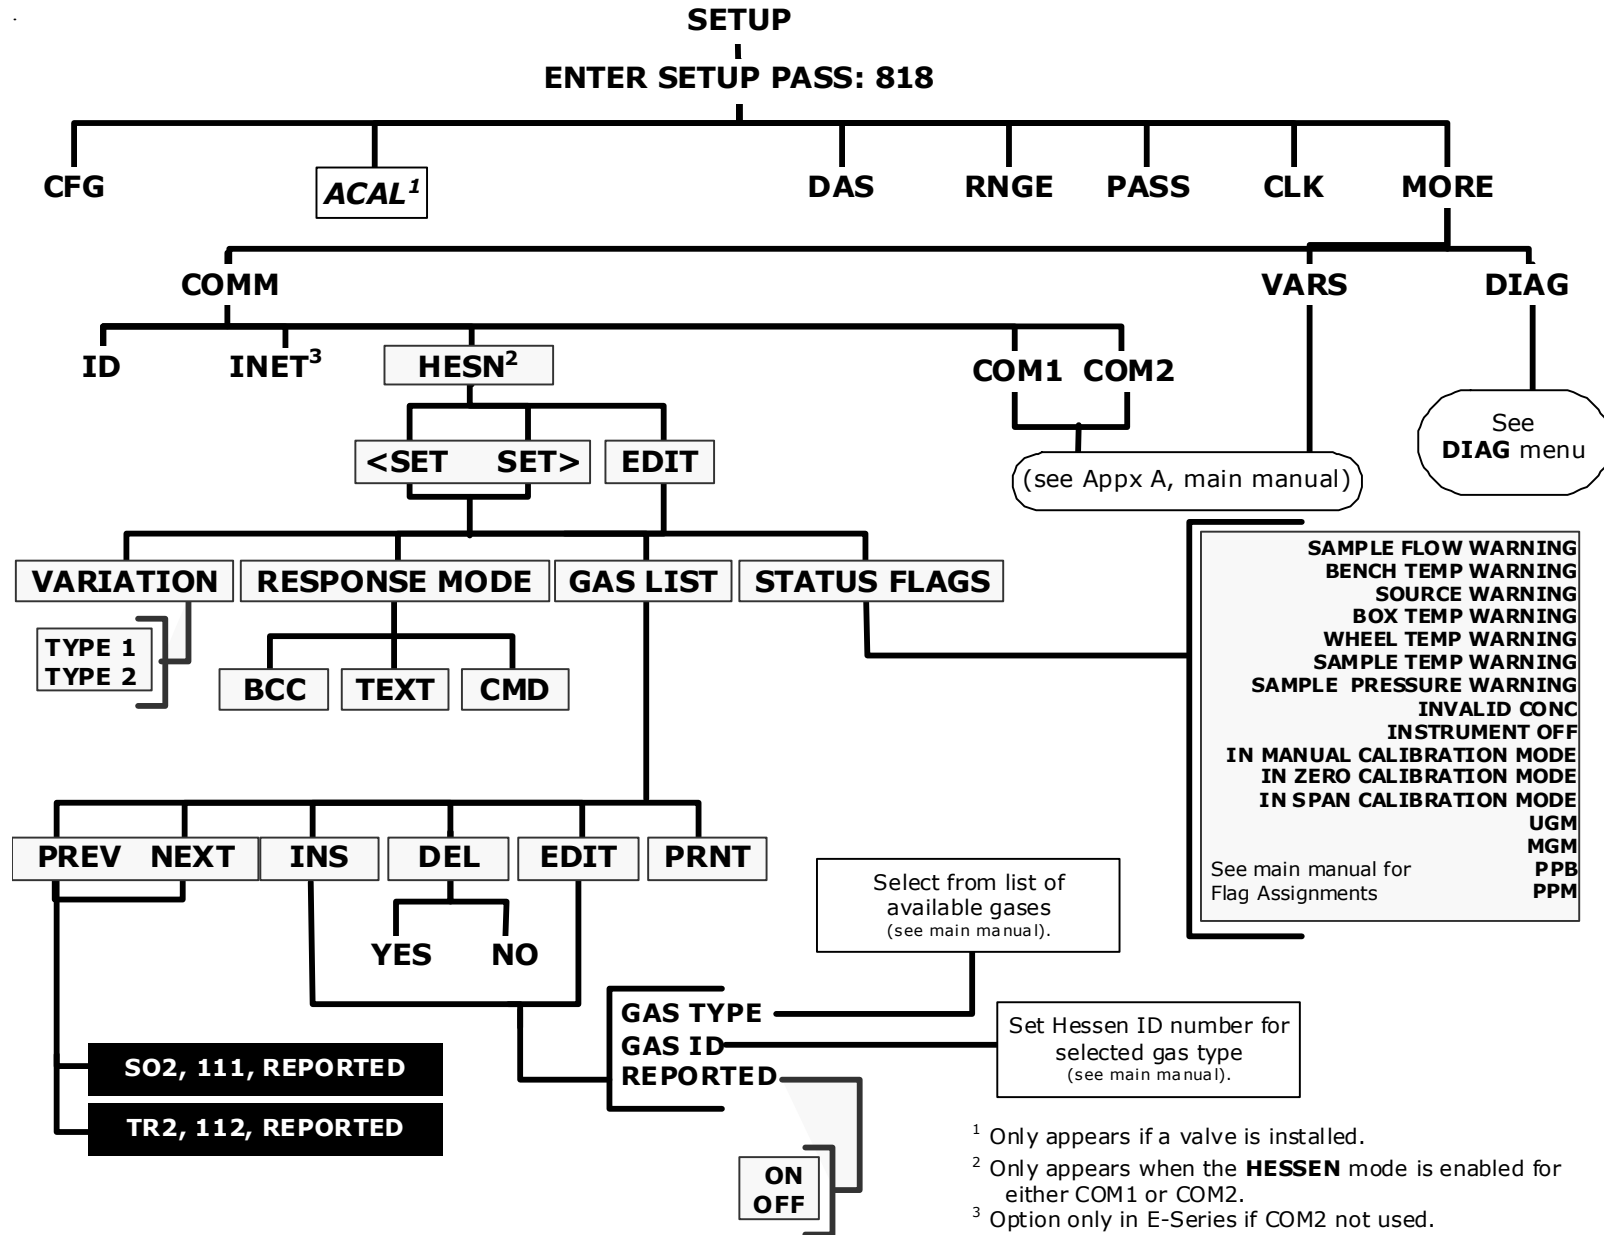 SETUP
ENTER SETUP PASS: 818
CFG
ACAL¹
DAS
RNGE
PASS
CLK
MORE
COMM
VARS
DIAG
ID
INET³
HESN²
COM1
COM2
<SET SET>
EDIT
(see Appx A, main manual)
See
DIAG menu
VARIATION
RESPONSE MODE
GAS LIST
STATUS FLAGS
TYPE 1
TYPE 2
BCC
TEXT
CMD
SAMPLE FLOW WARNING
BENCH TEMP WARNING
SOURCE WARNING
BOX TEMP WARNING
WHEEL TEMP WARNING
SAMPLE TEMP WARNING
SAMPLE PRESSURE WARNING
INVALID CONC
INSTRUMENT OFF
IN MANUAL CALIBRATION MODE
IN ZERO CALIBRATION MODE
IN SPAN CALIBRATION MODE
UGM
MGM
See main manual for PPB
Flag Assignments PPM
PREV NEXT
INS
DEL
EDIT
PRNT
YES
NO
Select from list of
available gases
(see main manual).
GAS TYPE
GAS ID
REPORTED
Set Hessen ID number for
selected gas type
(see main manual).
SO2, 111, REPORTED
TR2, 112, REPORTED
ON
OFF
¹ Only appears if a valve is installed.
² Only appears when the HESSEN mode is enabled for
either COM1 or COM2.
³ Option only in E-Series if COM2 not used.